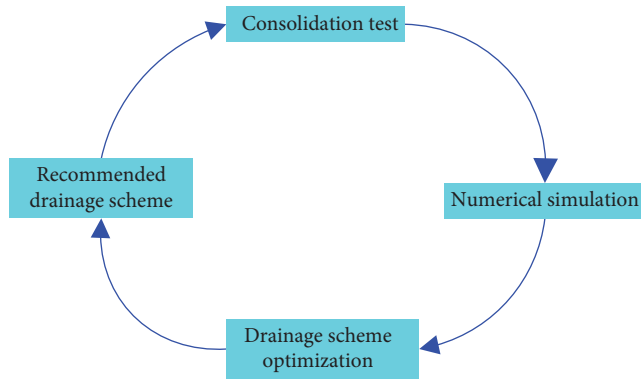 Consolidation test
Recommended
drainage scheme
Numerical simulation
Drainage scheme
optimization